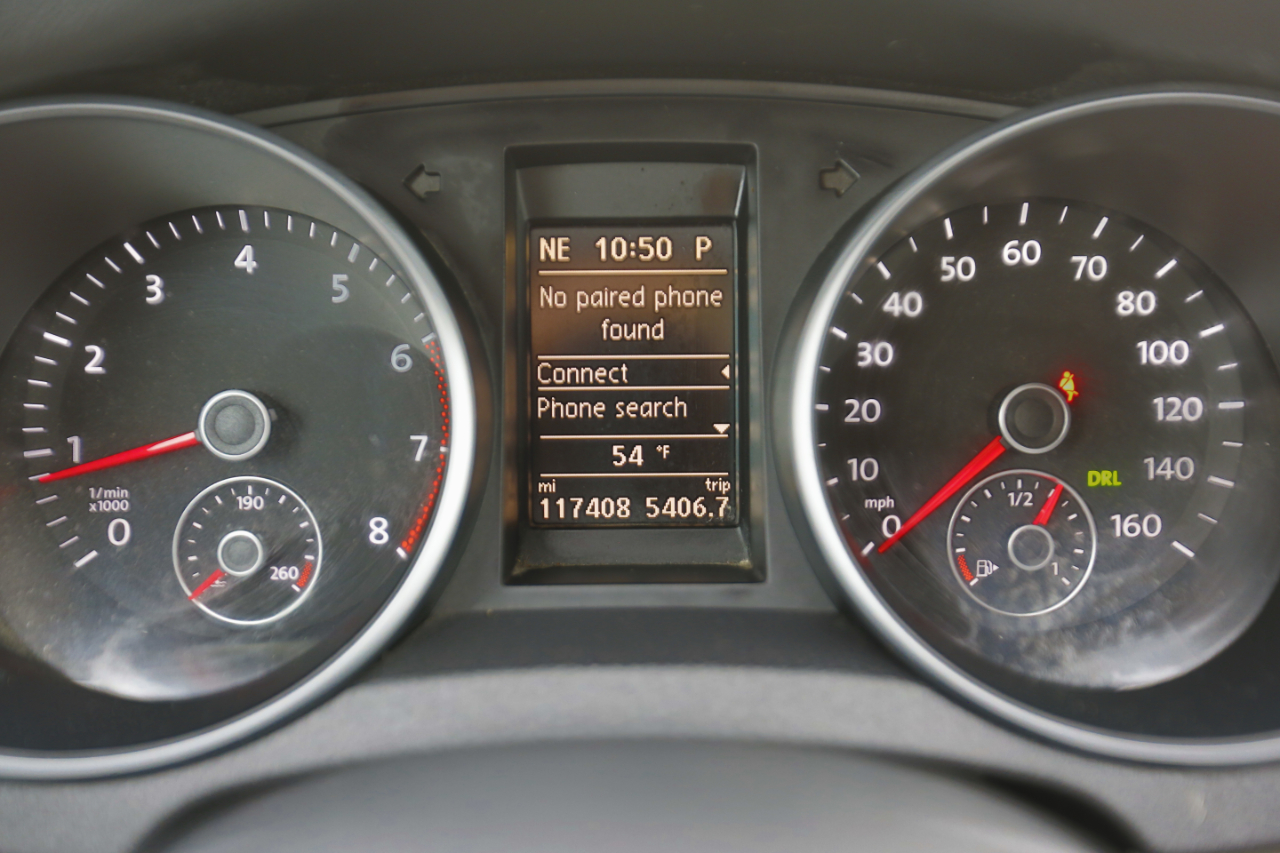 1
2
3
4
5
6
7
8
0
1/min
x1000
190
260
NE 10:50 P
No paired phone
found
Connect
Phone search
54 °F
mi trip
117408 5406.7
0
10
20
30
40
50
60
70
80
100
120
140
160
mph
DRL
1/2
1